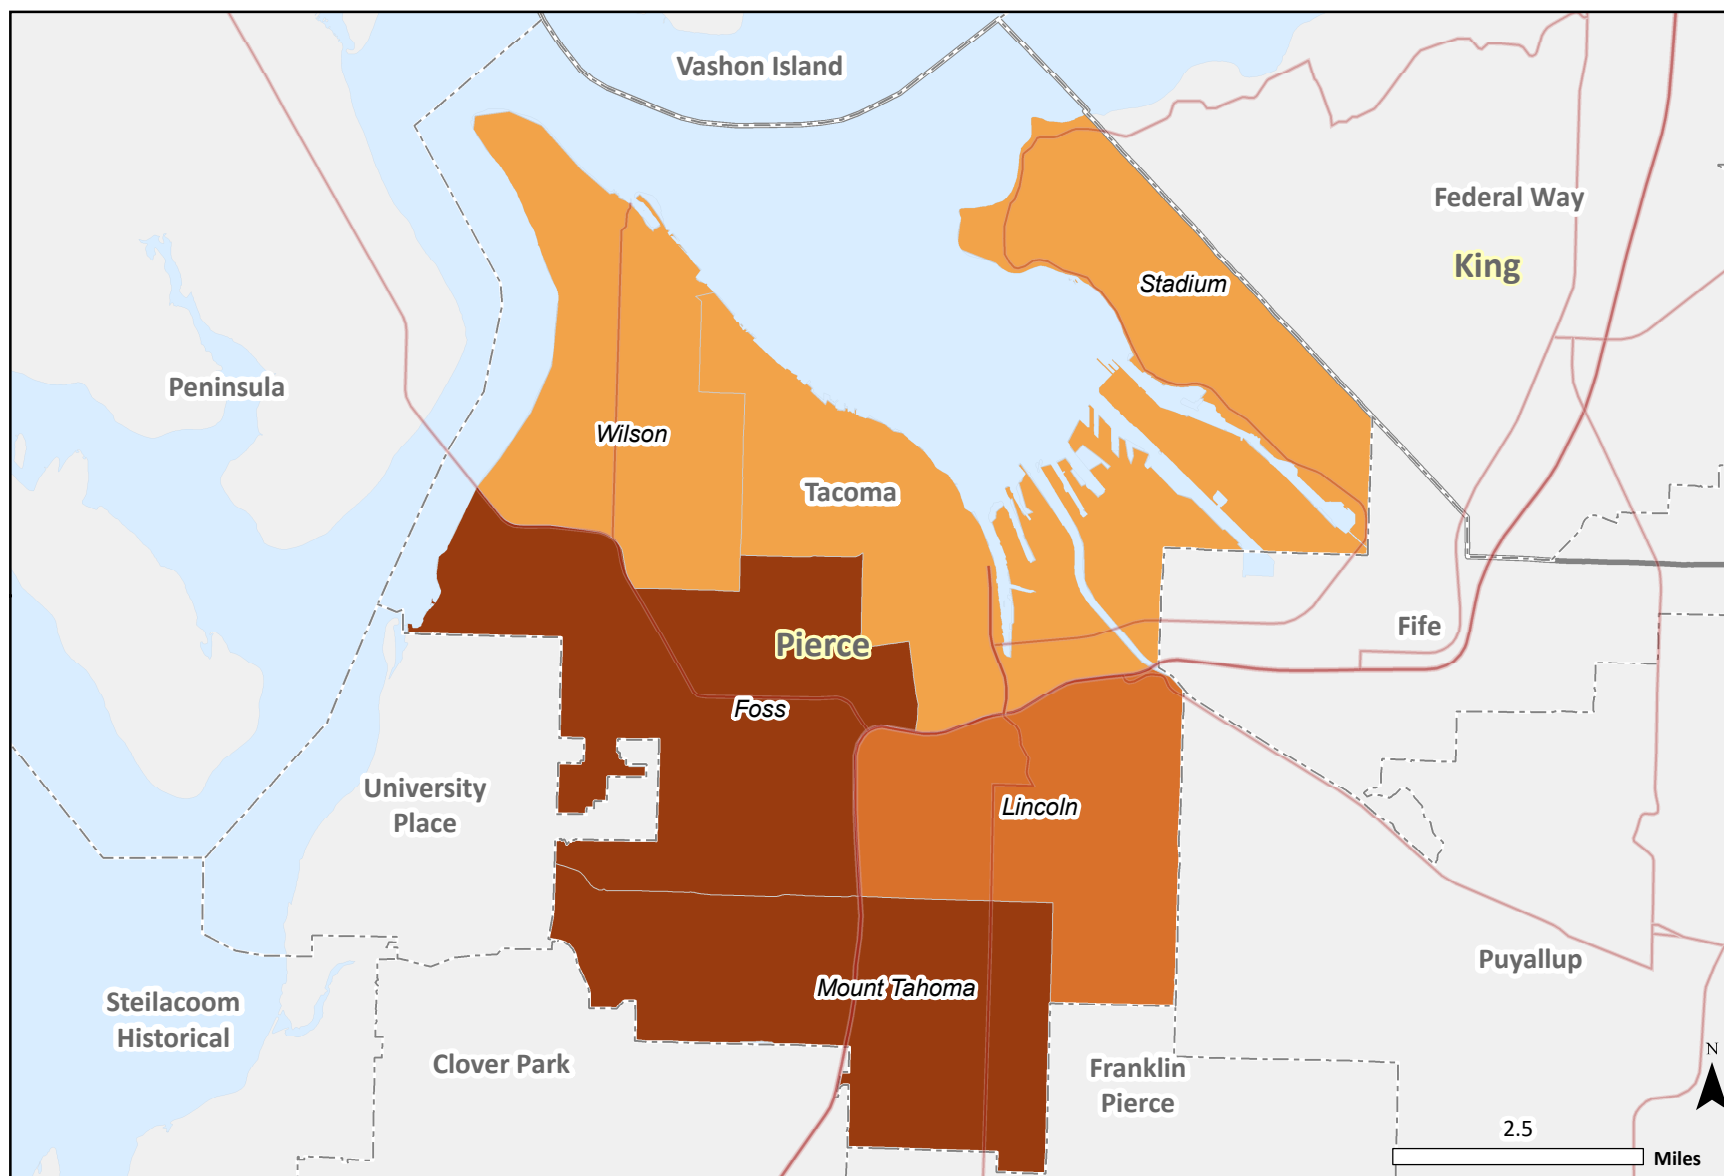 Vashon Island
Federal Way
King
Stadium
Peninsula
Wilson
Tacoma
Fife
Pierce
Foss
University
Place
Lincoln
Puyallup
Mount Tahoma
Steilacoom
Historical
Clover Park
Franklin
Pierce
N
2.5
Miles